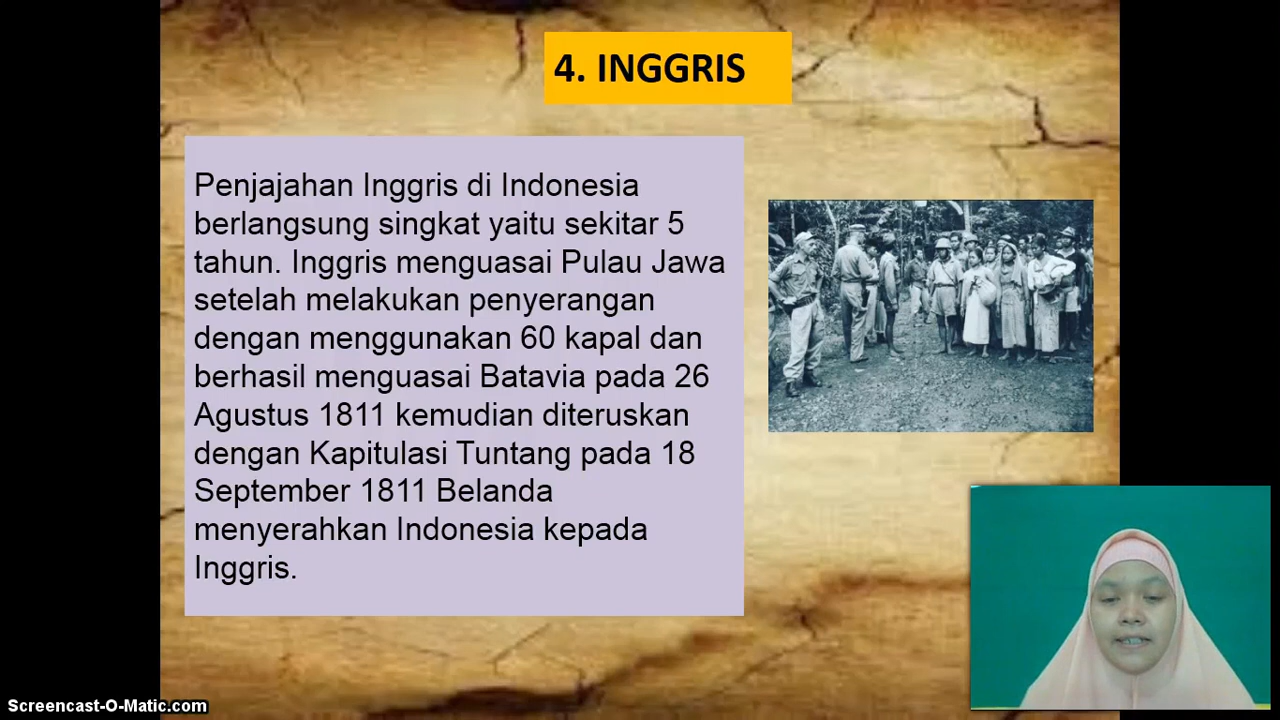 4. INGGRIS
Penjajahan Inggris di Indonesia
berlangsung singkat yaitu sekitar 5
tahun. Inggris menguasai Pulau Jawa
setelah melakukan penyerangan
dengan menggunakan 60 kapal dan
berhasil menguasai Batavia pada 26
Agustus 1811 kemudian diteruskan
dengan Kapitulasi Tuntang pada 18
September 1811 Belanda
menyerahkan Indonesia kepada
Inggris.
Screencast-O-Matic.com